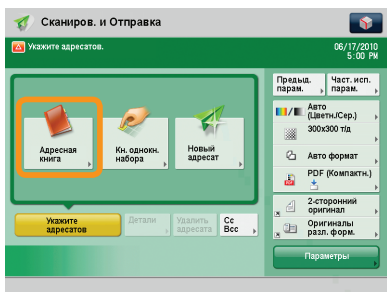 Сканиров. и Отправка
Укажите адресатов.
06/17/2010
5:00 PM
Предыд.
парам.
Част. исп.
парам.
Адресная
книга
Кн. однокн.
набора
Новый
адресат
Авто
(Цветн./Сер.)
300x300 т/д
Авто формат
PDF (Компактн.)
2-сторонний
оригинал
Оригиналы
разл. форм.
Укажите
адресатов
Детали
Удалить
адресата
Cc
Bcc
Параметры